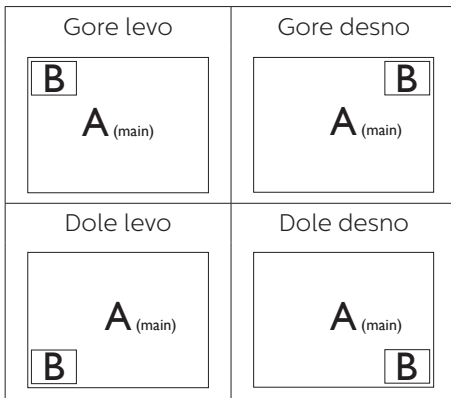 Gore levo
B
A (main)
Gore desno
B
A (main)
Dole levo
A (main)
B
Dole desno
A (main)
B